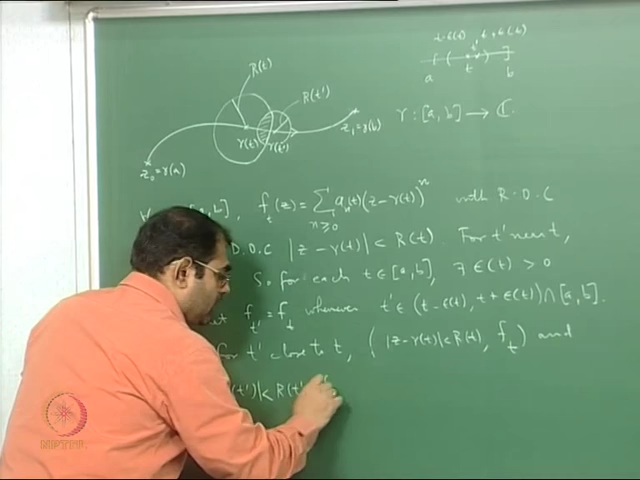 t-ϵ(t), t+ϵ(t)
t'
t
a
b
R(t)
R(t')
γ(t)
γ(t')
z₀=γ(a)
z₁=γ(b)
γ : [a, b] → ℂ
b], f_t(z) = ∑_{n≥0} a_n(t)(z-γ(t))^n with R.O.C
D.O.C |z-γ(t)| < R(t). For t' near t,
So for each t∈[a,b], ∃ ϵ(t) > 0
f_{t'} = f_t whenever t' ∈ (t-ϵ(t), t+ϵ(t)) ∩ [a,b].
for t' close to t, (|z-γ(t)|<R(t), f_t) and
(t')|< R(t'
NPTEL